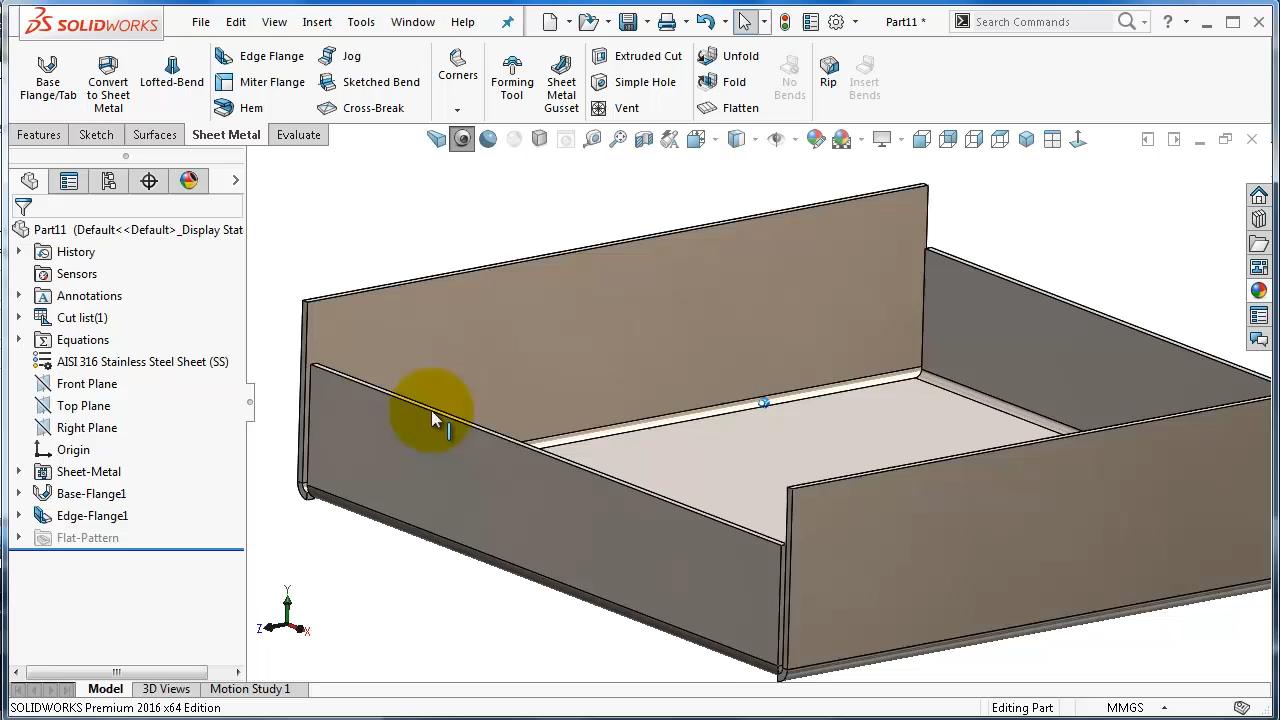 SOLIDWORKS File Edit View Insert Tools Window Help Part11 * Search Commands ?
Base Flange/Tab
Convert to Sheet Metal
Lofted-Bend
Edge Flange
Miter Flange
Hem
Jog
Sketched Bend
Cross-Break
Corners
Forming Tool
Sheet Metal Gusset
Extruded Cut
Simple Hole
Vent
Unfold
Fold
Flatten
No Bends
Rip
Insert Bends
Features Sketch Surfaces Sheet Metal Evaluate
Part11 (Default<<Default>_Display Stat
History
Sensors
Annotations
Cut list(1)
Equations
AISI 316 Stainless Steel Sheet (SS)
Front Plane
Top Plane
Right Plane
Origin
Sheet-Metal
Base-Flange1
Edge-Flange1
Flat-Pattern
Y
Z X
Model 3D Views Motion Study 1
SOLIDWORKS Premium 2016 x64 Edition Editing Part MMGS